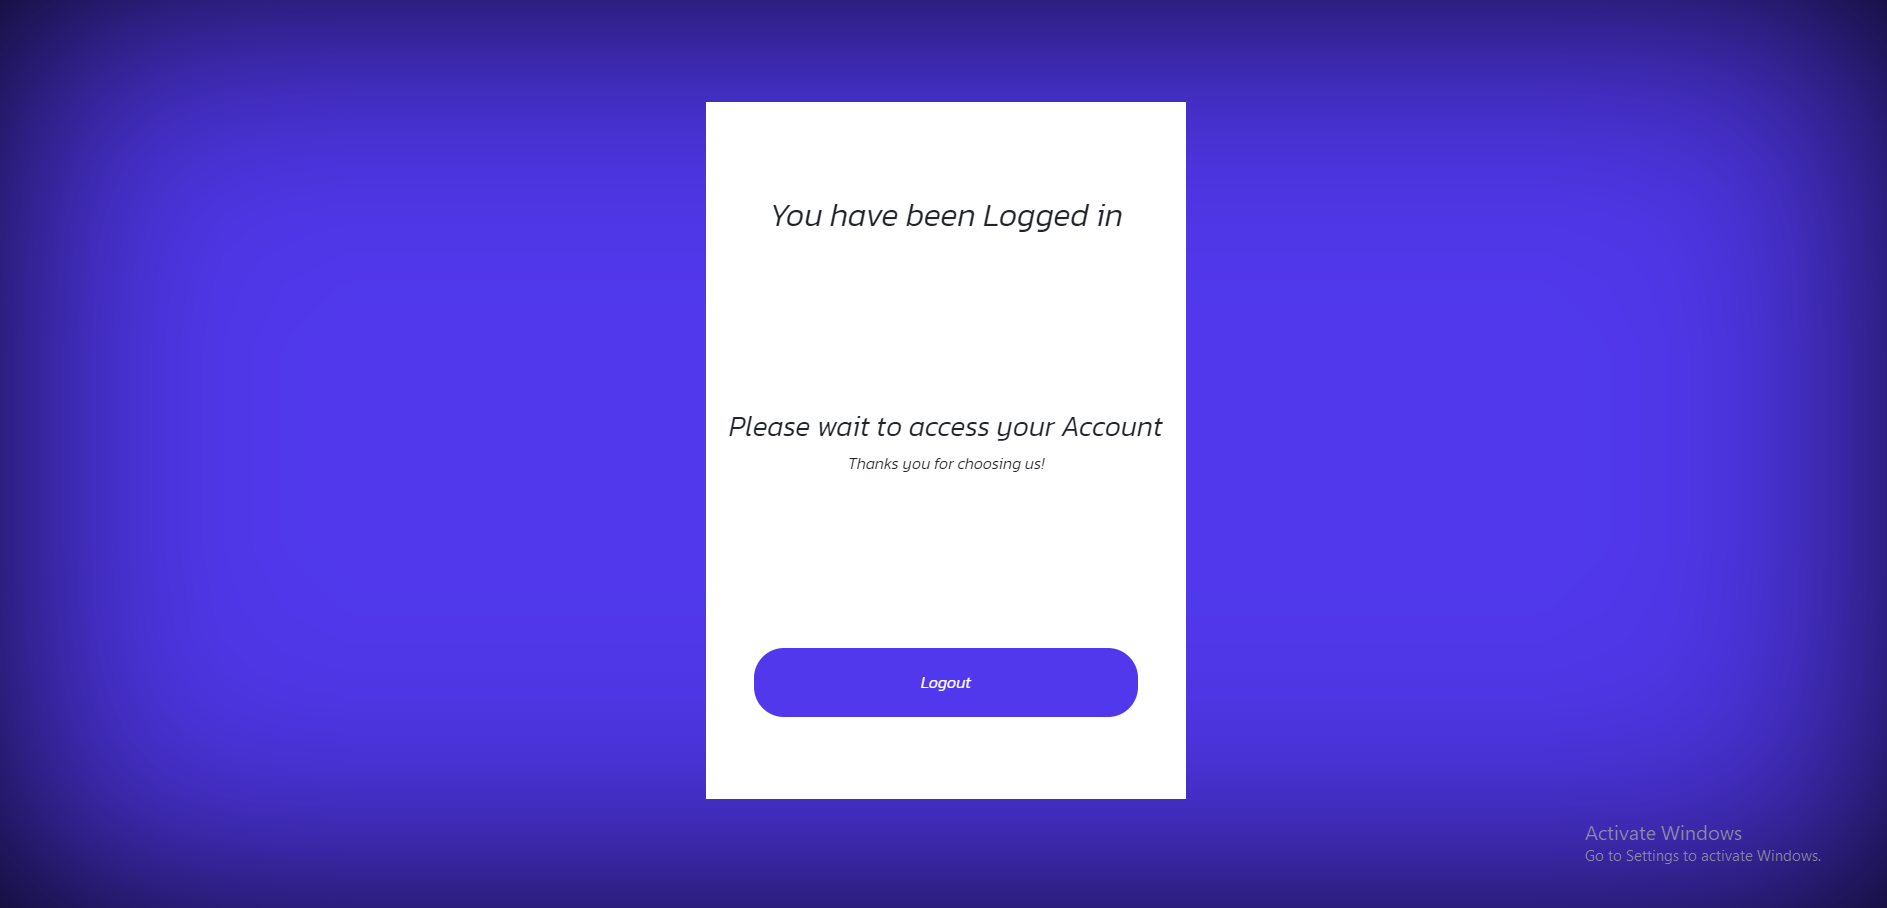 You have been Logged in
Please wait to access your Account
Thanks you for choosing us!
Logout
Activate Windows
Go to Settings to activate Windows.